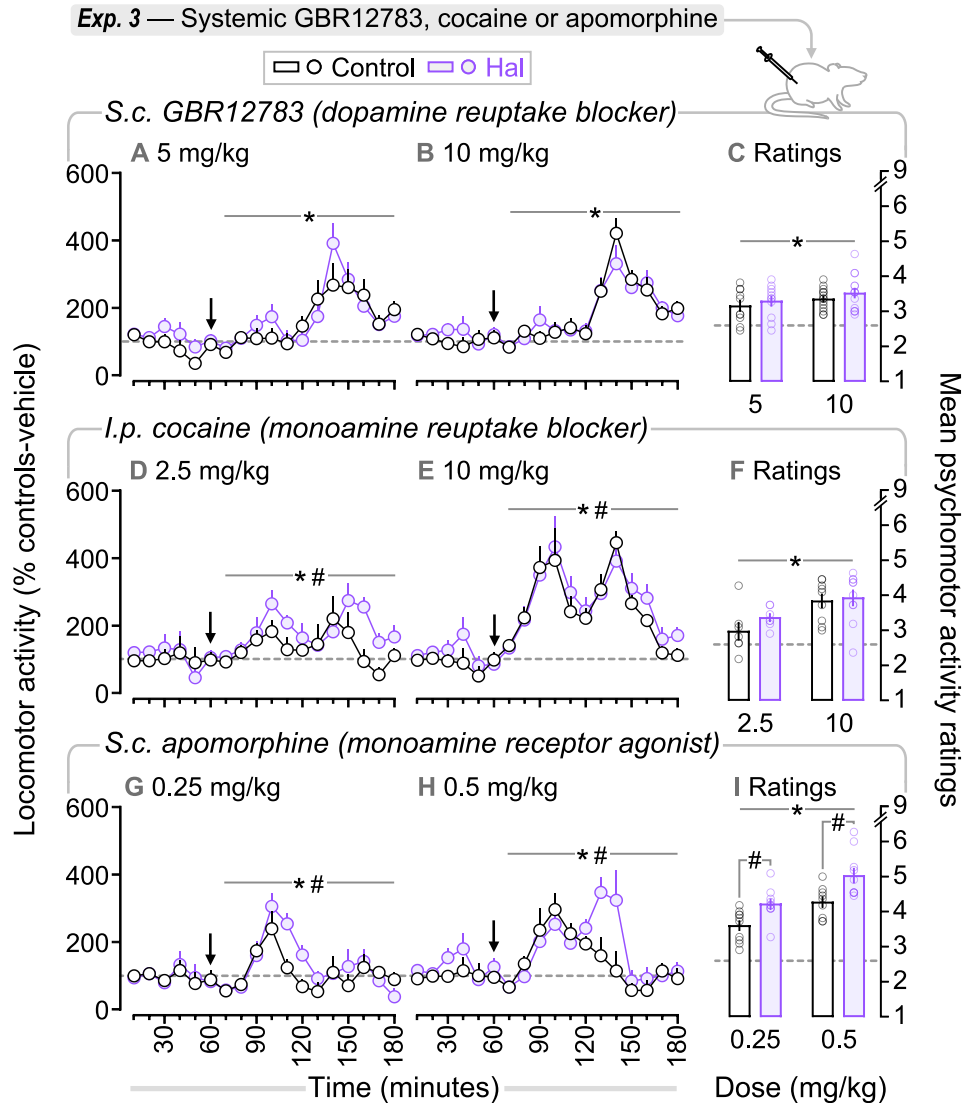 Exp. 3 — Systemic GBR12783, cocaine or apomorphine
Control Hal
S.c. GBR12783 (dopamine reuptake blocker)
A 5 mg/kg
B 10 mg/kg
C Ratings
600
400
200
0
*
*
*
9
6
5
4
3
2
1
5 10
I.p. cocaine (monoamine reuptake blocker)
D 2.5 mg/kg
E 10 mg/kg
F Ratings
600
400
200
0
* #
* #
*
9
6
5
4
3
2
1
2.5 10
S.c. apomorphine (monoamine receptor agonist)
G 0.25 mg/kg
H 0.5 mg/kg
I Ratings
600
400
200
0
* #
* #
*
#
#
9
6
5
4
3
2
1
30 60 90 120 150 180
30 60 90 120 150 180
0.25 0.5
Time (minutes)
Dose (mg/kg)
Locomotor activity (% controls-vehicle)
Mean psychomotor activity ratings